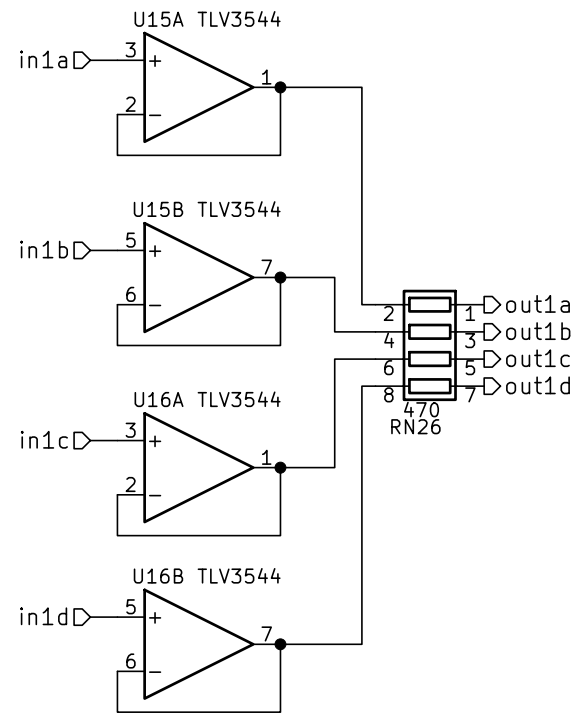 U15A TLV3544
in1a
3
+
1
2
−
U15B TLV3544
in1b
5
+
7
6
−
2
1
out1a
4
3
out1b
6
5
out1c
8
7
out1d
470
RN26
U16A TLV3544
in1c
3
+
1
2
−
U16B TLV3544
in1d
5
+
7
6
−